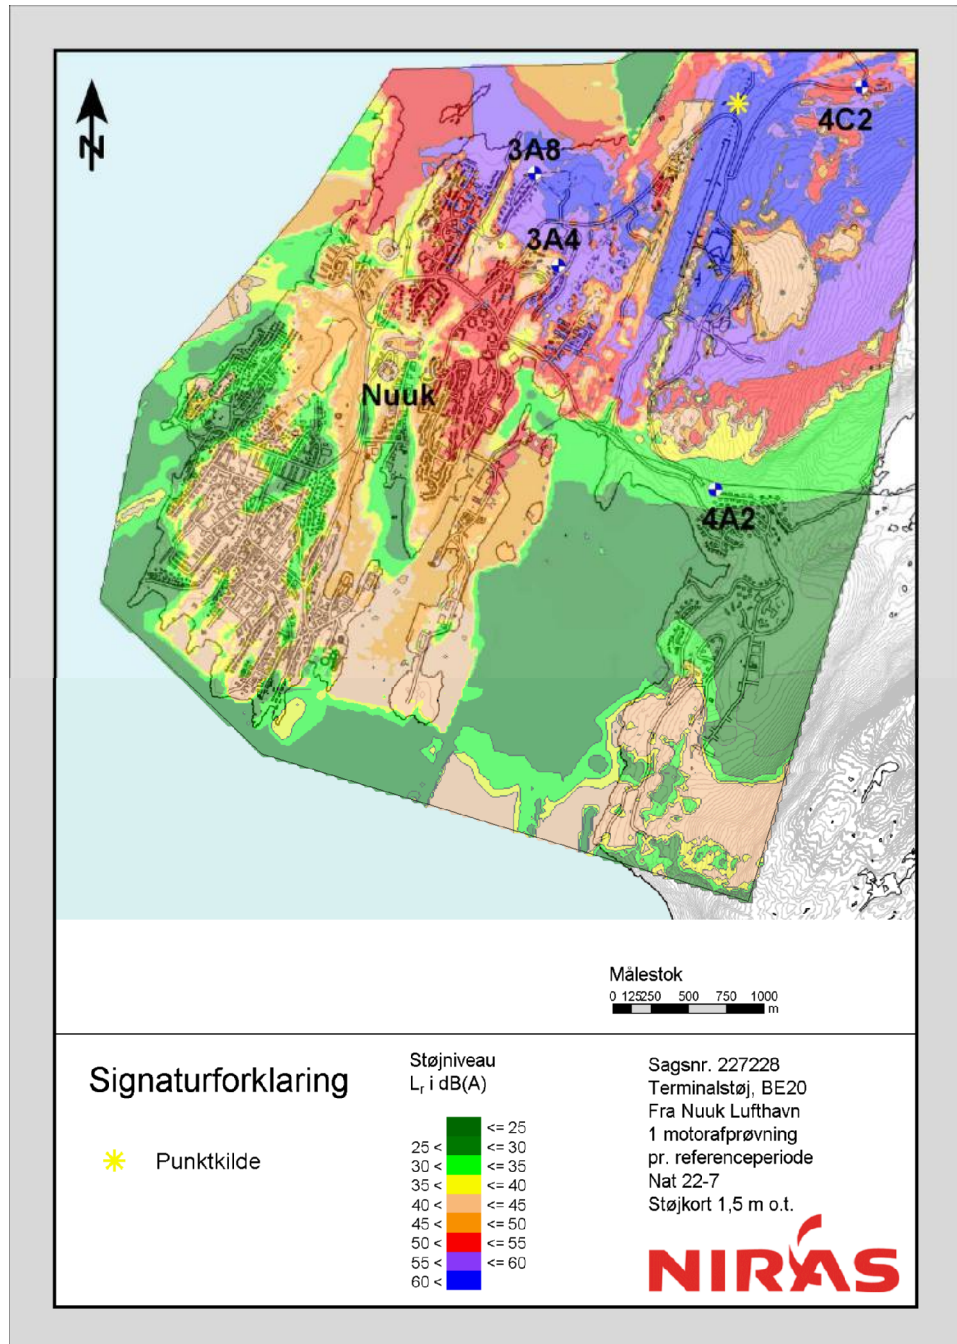 N
4C2
3A8
3A4
Nuuk
4A2
Målestok
0 125250 500 750 1000
m
Signaturforklaring
Punktkilde
Støjniveau
Lr i dB(A)
<= 25
25 < <= 30
30 < <= 35
35 < <= 40
40 < <= 45
45 < <= 50
50 < <= 55
55 < <= 60
60 <
Sagsnr. 227228
Terminalstøj, BE20
Fra Nuuk Lufthavn
1 motorafprøvning
pr. referenceperiode
Nat 22-7
Støjkort 1,5 m o.t.
NIRAS